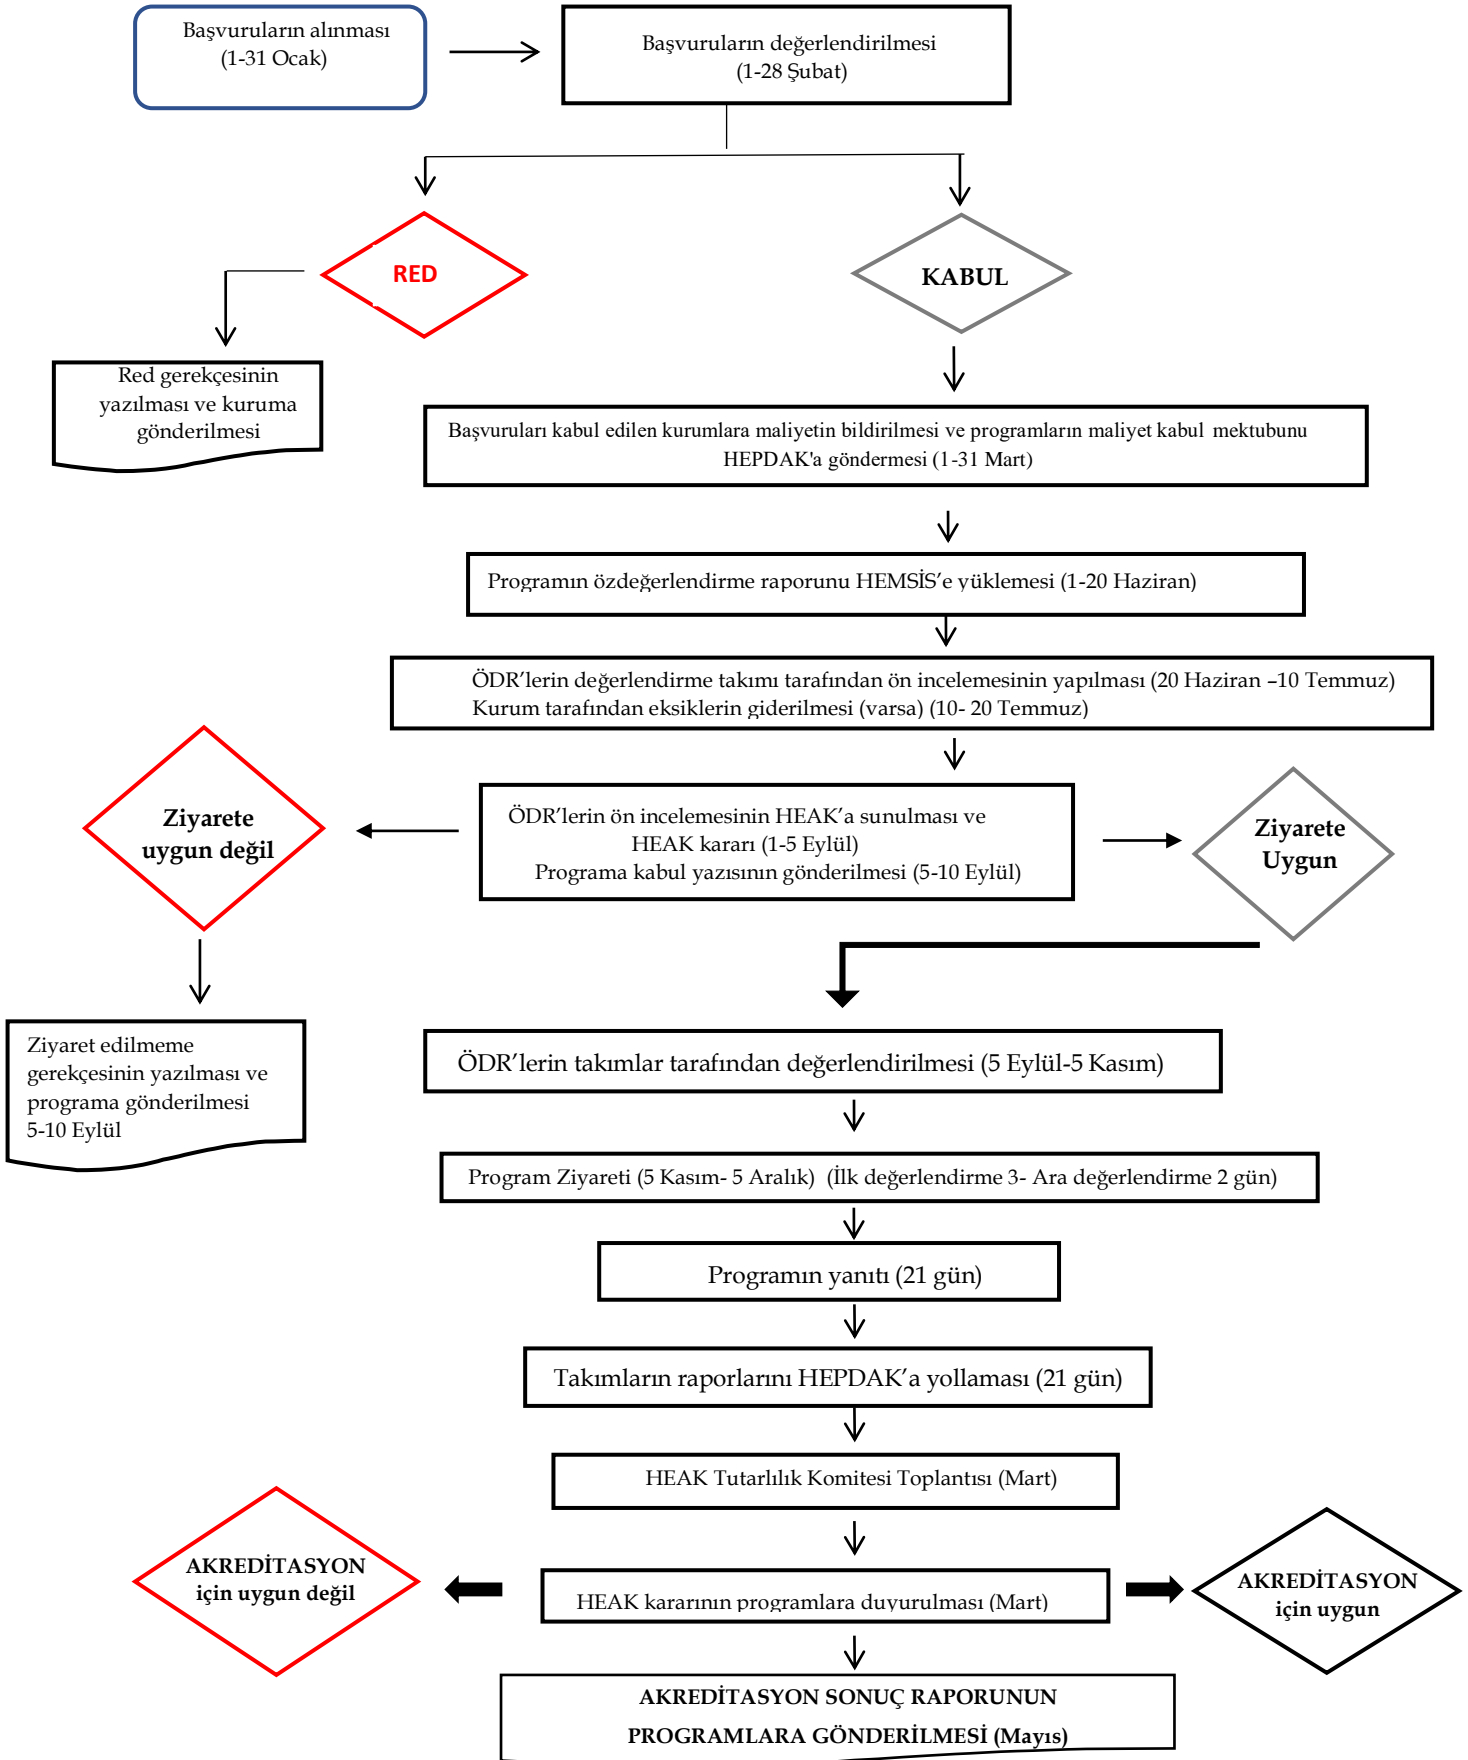 Başvuruların alınması
(1-31 Ocak)
Başvuruların değerlendirilmesi
(1-28 Şubat)
RED
KABUL
Red gerekçesinin
yazılması ve kuruma
gönderilmesi
Başvuruları kabul edilen kurumlara maliyetin bildirilmesi ve programların maliyet kabul mektubunu
HEPDAK'a göndermesi (1-31 Mart)
Programın özdeğerlendirme raporunu HEMSİS’e yüklemesi (1-20 Haziran)
ÖDR’lerin değerlendirme takımı tarafından ön incelemesinin yapılması (20 Haziran –10 Temmuz)
Kurum tarafından eksiklerin giderilmesi (varsa) (10- 20 Temmuz)
Ziyarete
uygun değil
ÖDR’lerin ön incelemesinin HEAK’a sunulması ve
HEAK kararı (1-5 Eylül)
Programa kabul yazısının gönderilmesi (5-10 Eylül)
Ziyarete
Uygun
Ziyaret edilmeme
gerekçesinin yazılması ve
programa gönderilmesi
5-10 Eylül
ÖDR’lerin takımlar tarafından değerlendirilmesi (5 Eylül-5 Kasım)
Program Ziyareti (5 Kasım- 5 Aralık) (İlk değerlendirme 3- Ara değerlendirme 2 gün)
Programın yanıtı (21 gün)
Takımların raporlarını HEPDAK’a yollaması (21 gün)
HEAK Tutarlılık Komitesi Toplantısı (Mart)
AKREDİTASYON
için uygun değil
HEAK kararının programlara duyurulması (Mart)
AKREDİTASYON
için uygun
AKREDİTASYON SONUÇ RAPORUNUN
PROGRAMLARA GÖNDERİLMESİ (Mayıs)